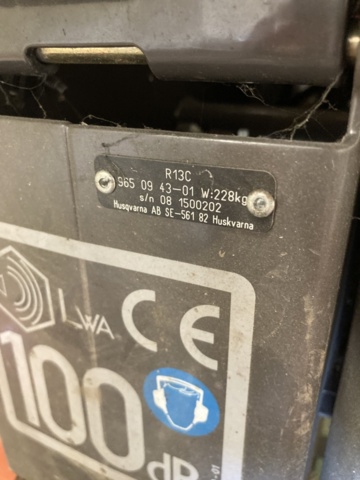 R13C
965 09 43-01 W:228kg
s/n 08 1500202
Husqvarna AB SE-561 82 Huskvarna
LWA
CE
100
dB